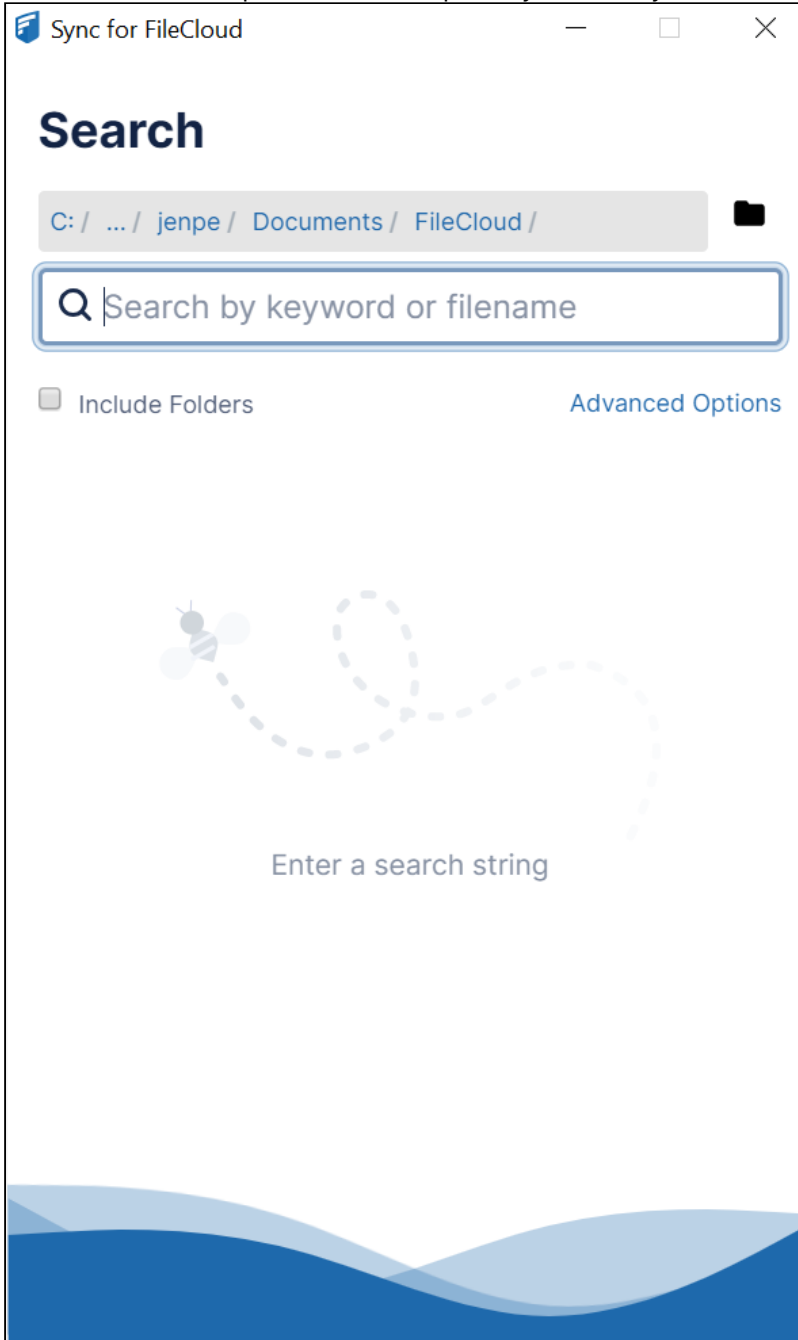 Sync for FileCloud
Search
C: / ... / jenpe / Documents / FileCloud /
Search by keyword or filename
Include Folders
Advanced Options
Enter a search string